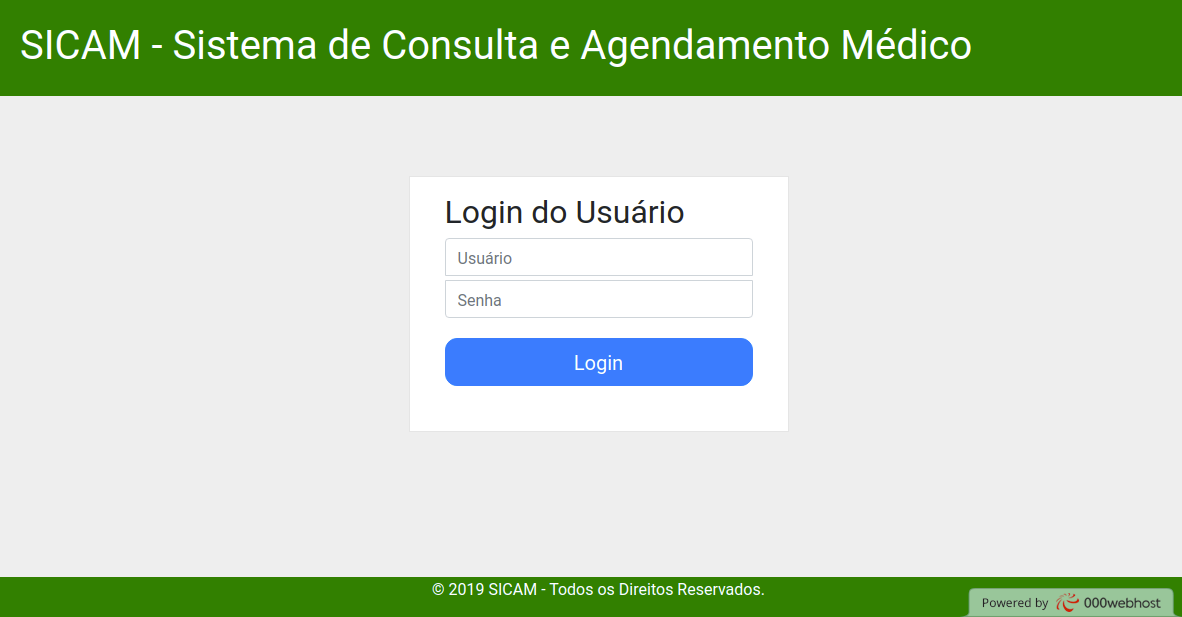 SICAM - Sistema de Consulta e Agendamento Médico
Login do Usuário
Usuário
Senha
Login
© 2019 SICAM - Todos os Direitos Reservados.
Powered by 000webhost